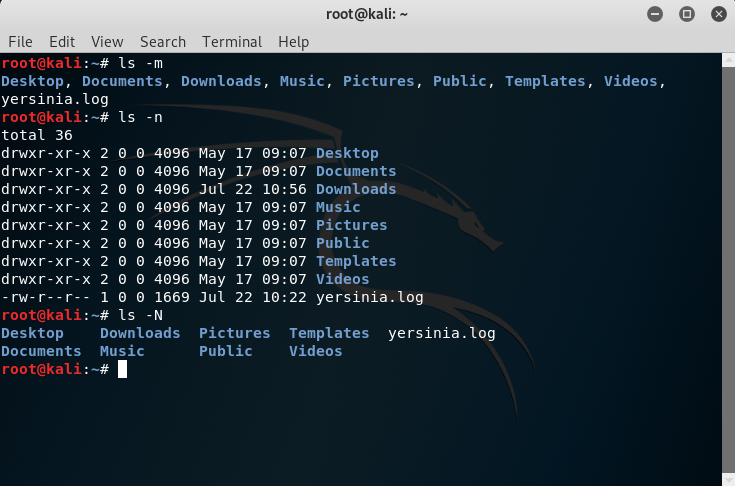 root@kali: ~
File Edit View Search Terminal Help
root@kali:~# ls -m
Desktop, Documents, Downloads, Music, Pictures, Public, Templates, Videos,
yersinia.log
root@kali:~# ls -n
total 36
drwxr-xr-x 2 0 0 4096 May 17 09:07 Desktop
drwxr-xr-x 2 0 0 4096 May 17 09:07 Documents
drwxr-xr-x 2 0 0 4096 Jul 22 10:56 Downloads
drwxr-xr-x 2 0 0 4096 May 17 09:07 Music
drwxr-xr-x 2 0 0 4096 May 17 09:07 Pictures
drwxr-xr-x 2 0 0 4096 May 17 09:07 Public
drwxr-xr-x 2 0 0 4096 May 17 09:07 Templates
drwxr-xr-x 2 0 0 4096 May 17 09:07 Videos
-rw-r--r-- 1 0 0 1669 Jul 22 10:22 yersinia.log
root@kali:~# ls -N
Desktop    Downloads  Pictures  Templates  yersinia.log
Documents  Music      Public    Videos
root@kali:~#